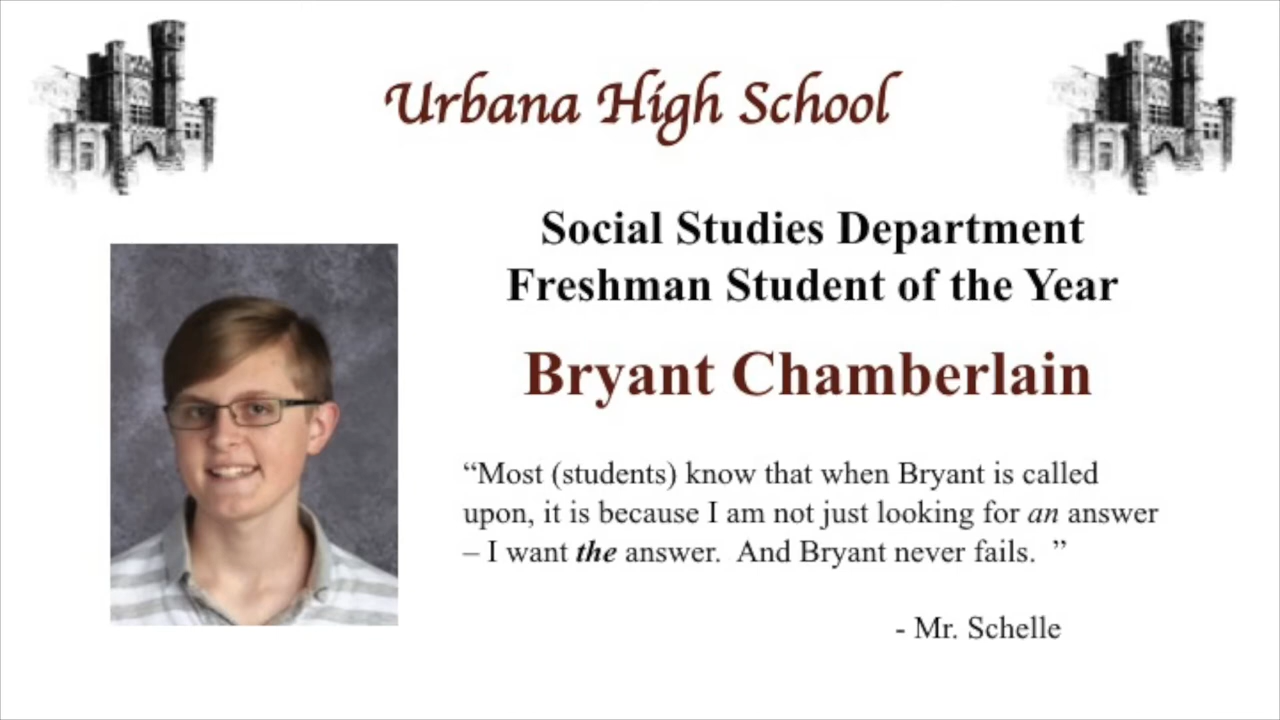 Urbana High School
Social Studies Department
Freshman Student of the Year
Bryant Chamberlain
“Most (students) know that when Bryant is called
upon, it is because I am not just looking for an answer
– I want the answer.  And Bryant never fails.  ”
- Mr. Schelle